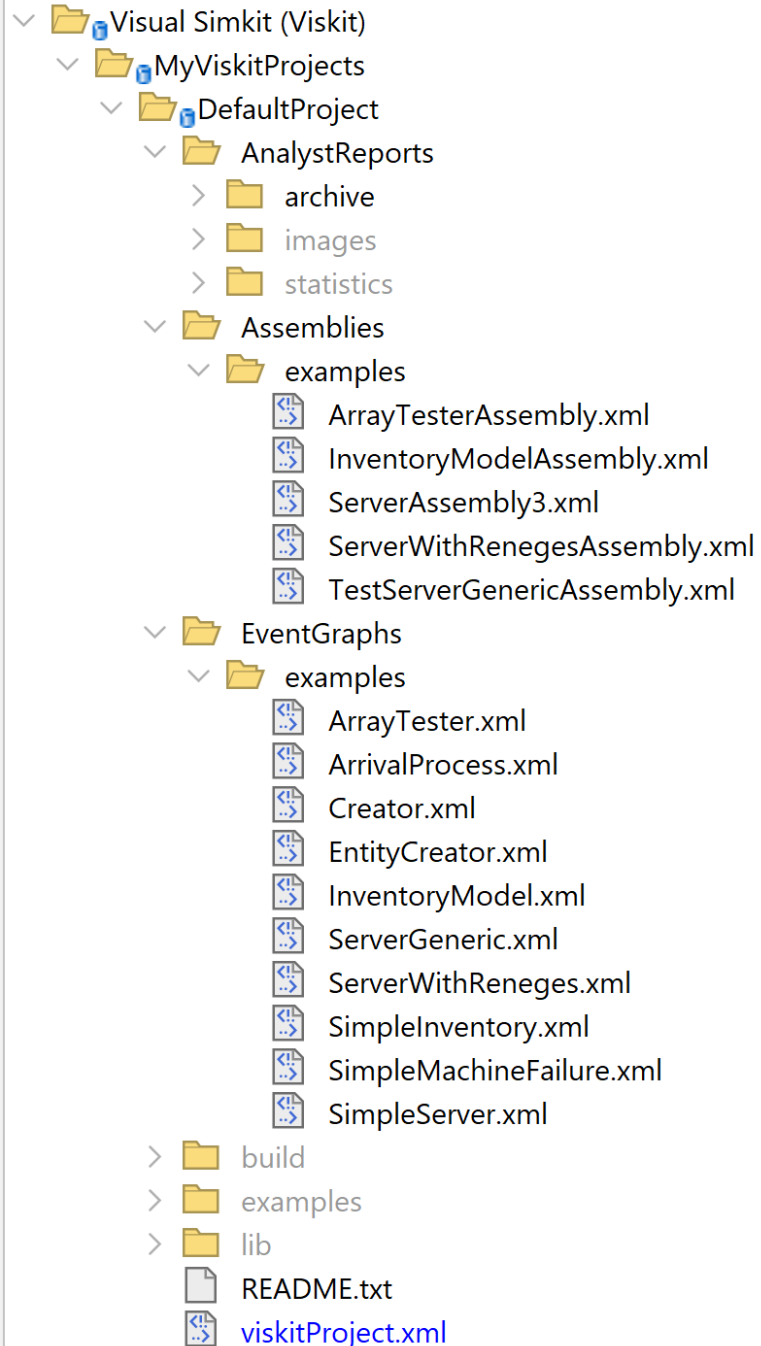 Visual Simkit (Viskit)
MyViskitProjects
DefaultProject
AnalystReports
archive
images
statistics
Assemblies
examples
ArrayTesterAssembly.xml
InventoryModelAssembly.xml
ServerAssembly3.xml
ServerWithRenegesAssembly.xml
TestServerGenericAssembly.xml
EventGraphs
examples
ArrayTester.xml
ArrivalProcess.xml
Creator.xml
EntityCreator.xml
InventoryModel.xml
ServerGeneric.xml
ServerWithReneges.xml
SimpleInventory.xml
SimpleMachineFailure.xml
SimpleServer.xml
build
examples
lib
README.txt
viskitProject.xml